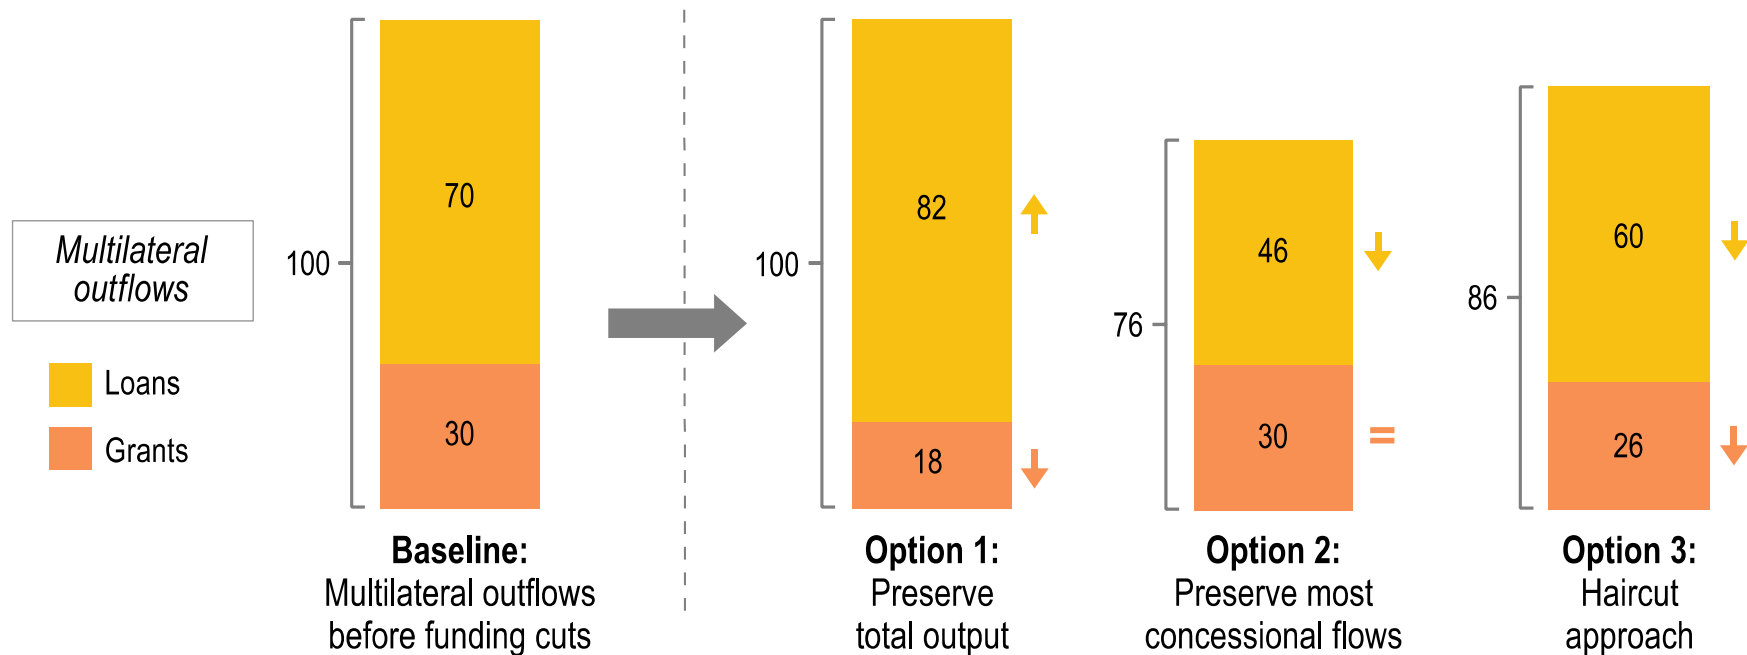 Multilateral
outflows
Loans
Grants
100
70
30
Baseline:
Multilateral outflows
before funding cuts
100
82
18
Option 1:
Preserve
total output
76
46
30
=
Option 2:
Preserve most
concessional flows
86
60
26
Option 3:
Haircut
approach